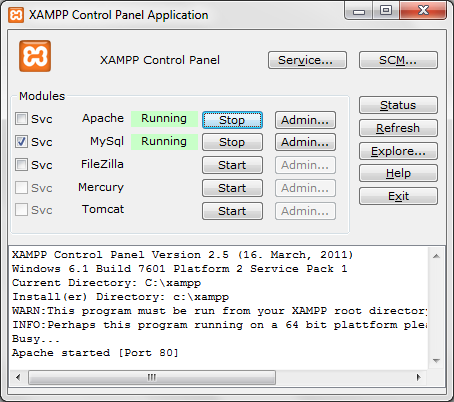 XAMPP Control Panel Application
XAMPP Control Panel
Service...
SCM...
Modules
Svc Apache Running Stop Admin...
Svc MySql Running Stop Admin...
Svc FileZilla Start Admin...
Svc Mercury Start Admin...
Svc Tomcat Start Admin...
Status
Refresh
Explore...
Help
Exit
XAMPP Control Panel Version 2.5 (16. March, 2011)
Windows 6.1 Build 7601 Platform 2 Service Pack 1
Current Directory: C:\xampp
Install(er) Directory: c:\xampp
WARN:This program must be run from your XAMPP root directory
INFO:Perhaps this program running on a 64 bit plattform plea
Busy...
Apache started [Port 80]